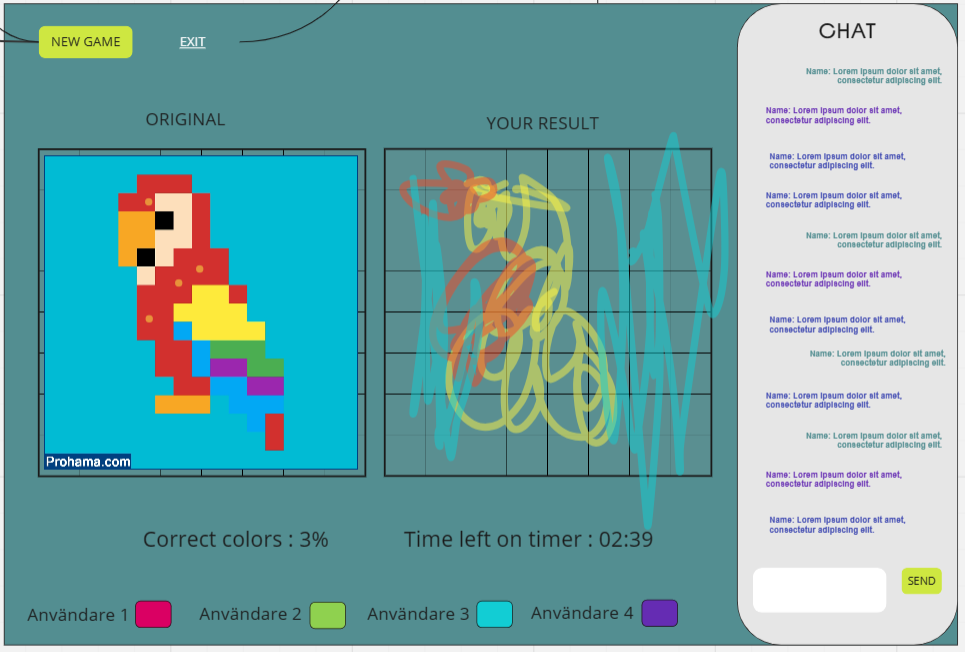 NEW GAME
EXIT
ORIGINAL
YOUR RESULT
Prohama.com
Correct colors : 3%
Time left on timer : 02:39
Användare 1
Användare 2
Användare 3
Användare 4
CHAT
Name: Lorem ipsum dolor sit amet,
consectetur adipiscing elit.
Name: Lorem ipsum dolor sit amet,
consectetur adipiscing elit.
Name: Lorem ipsum dolor sit amet,
consectetur adipiscing elit.
Name: Lorem ipsum dolor sit amet,
consectetur adipiscing elit.
Name: Lorem ipsum dolor sit amet,
consectetur adipiscing elit.
Name: Lorem ipsum dolor sit amet,
consectetur adipiscing elit.
Name: Lorem ipsum dolor sit amet,
consectetur adipiscing elit.
Name: Lorem ipsum dolor sit amet,
consectetur adipiscing elit.
Name: Lorem ipsum dolor sit amet,
consectetur adipiscing elit.
Name: Lorem ipsum dolor sit amet,
consectetur adipiscing elit.
Name: Lorem ipsum dolor sit amet,
consectetur adipiscing elit.
Name: Lorem ipsum dolor sit amet,
consectetur adipiscing elit.
SEND